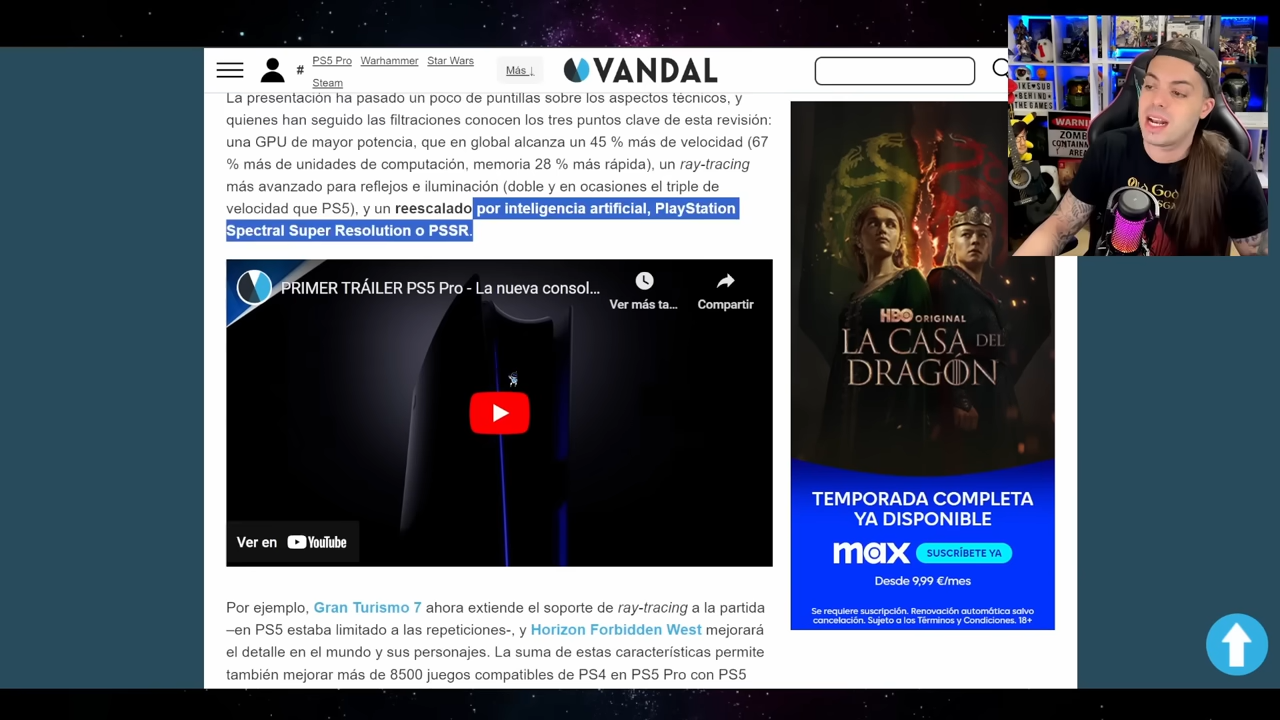 PS5 Pro Warhammer Star Wars
#
Steam
Más ↓
VANDAL
La presentación ha pasado un poco de puntillas sobre los aspectos técnicos, y
quienes han seguido las filtraciones conocen los tres puntos clave de esta revisión:
una GPU de mayor potencia, que en global alcanza un 45 % más de velocidad (67
% más de unidades de computación, memoria 28 % más rápida), un ray-tracing
más avanzado para reflejos e iluminación (doble y en ocasiones el triple de
velocidad que PS5), y un reescalado por inteligencia artificial, PlayStation
Spectral Super Resolution o PSSR.
PRIMER TRÁILER PS5 Pro - La nueva consol...
Ver más ta...
Compartir
Ver en YouTube
Por ejemplo, Gran Turismo 7 ahora extiende el soporte de ray-tracing a la partida
–en PS5 estaba limitado a las repeticiones-, y Horizon Forbidden West mejorará
el detalle en el mundo y sus personajes. La suma de estas características permite
también mejorar más de 8500 juegos compatibles de PS4 en PS5 Pro con PS5
HBO ORIGINAL
LA CASA DEL
DRAGÓN
TEMPORADA COMPLETA
YA DISPONIBLE
max SUSCRÍBETE YA
Desde 9,99 €/mes
Se requiere suscripción. Renovación automática salvo
cancelación. Sujeto a los Términos y Condiciones. 18+
LIKE SUB
BEHIND
THE GAMES
ZOMB